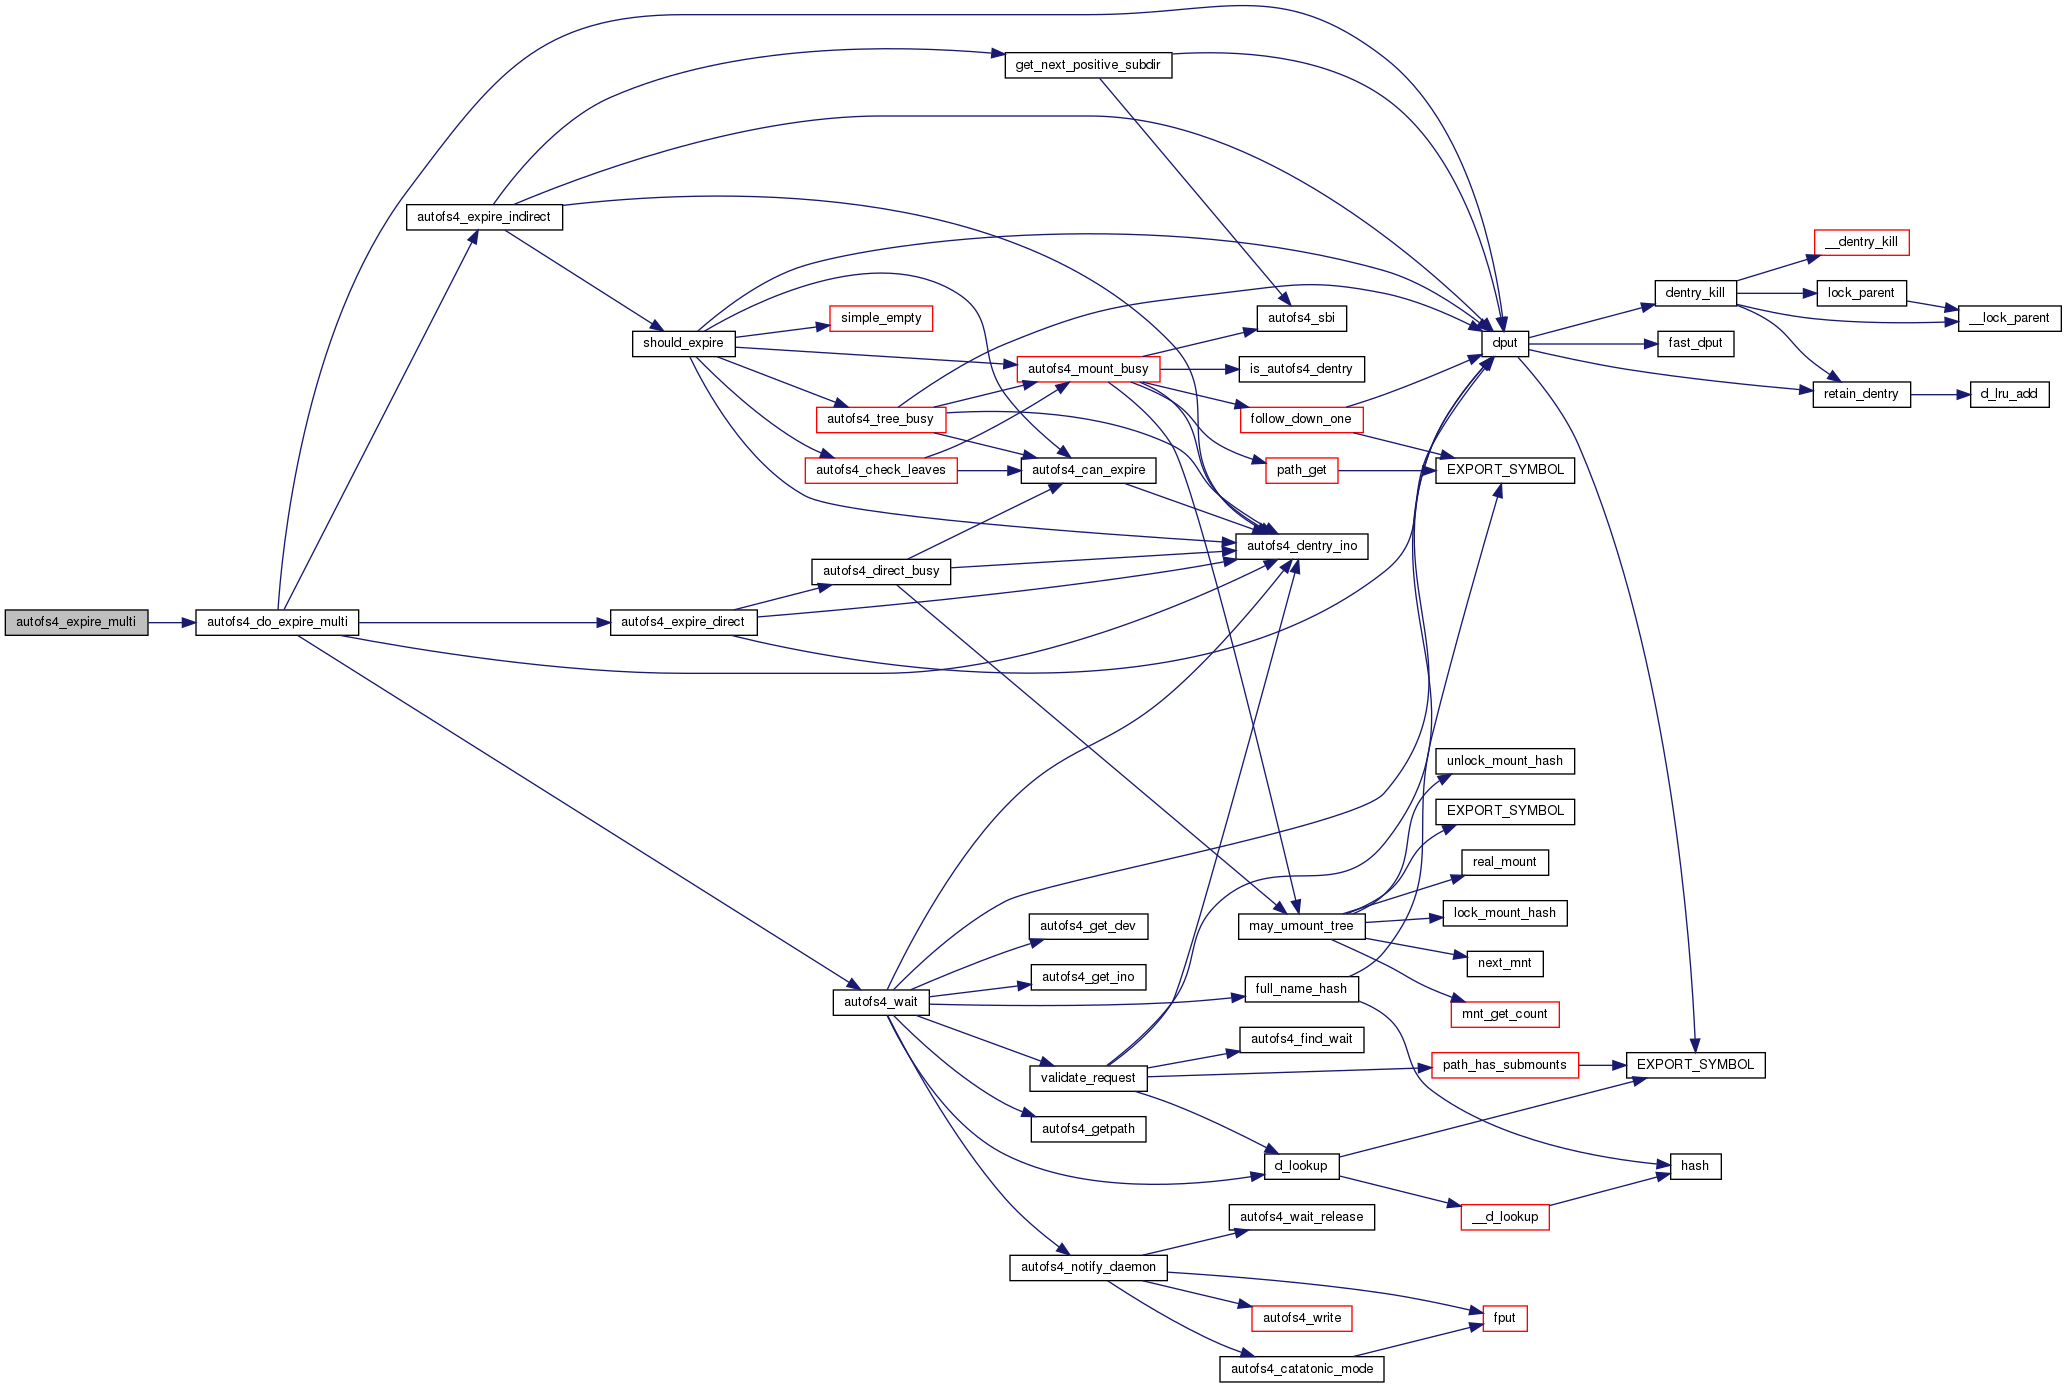 get_next_positive_subdir
autofs4_expire_indirect
__dentry_kill
dentry_kill
lock_parent
simple_empty
autofs4_sbi
__lock_parent
should_expire
dput
fast_dput
autofs4_mount_busy
is_autofs4_dentry
retain_dentry
d_lru_add
autofs4_tree_busy
follow_down_one
autofs4_check_leaves
autofs4_can_expire
path_get
EXPORT_SYMBOL
autofs4_dentry_ino
autofs4_direct_busy
autofs4_expire_multi
autofs4_do_expire_multi
autofs4_expire_direct
unlock_mount_hash
EXPORT_SYMBOL
real_mount
autofs4_get_dev
may_umount_tree
lock_mount_hash
next_mnt
autofs4_get_ino
autofs4_wait
full_name_hash
mnt_get_count
autofs4_find_wait
path_has_submounts
EXPORT_SYMBOL
validate_request
autofs4_getpath
d_lookup
hash
autofs4_wait_release
__d_lookup
autofs4_notify_daemon
autofs4_write
fput
autofs4_catatonic_mode